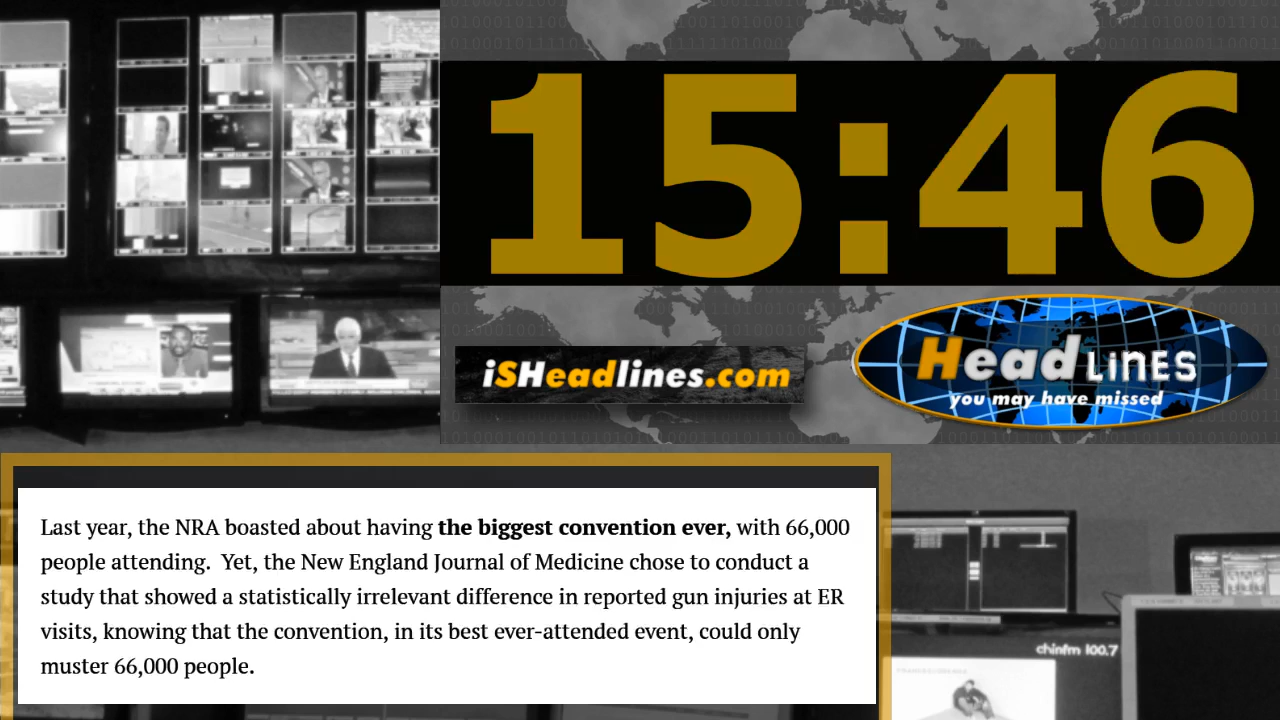 15:46
iSHeadlines.com
HeadLINES
you may have missed
Last year, the NRA boasted about having the biggest convention ever, with 66,000
people attending.  Yet, the New England Journal of Medicine chose to conduct a
study that showed a statistically irrelevant difference in reported gun injuries at ER
visits, knowing that the convention, in its best ever-attended event, could only
muster 66,000 people.
chinfm 100.7